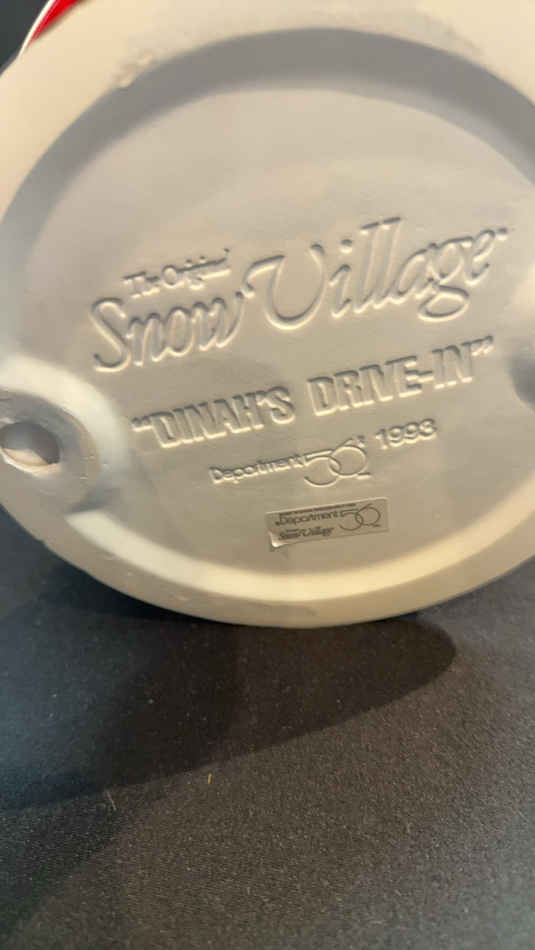 The Original
Snow Village
"DINAH'S DRIVE-IN"
Department 56 1993
Department 56
Snow Village